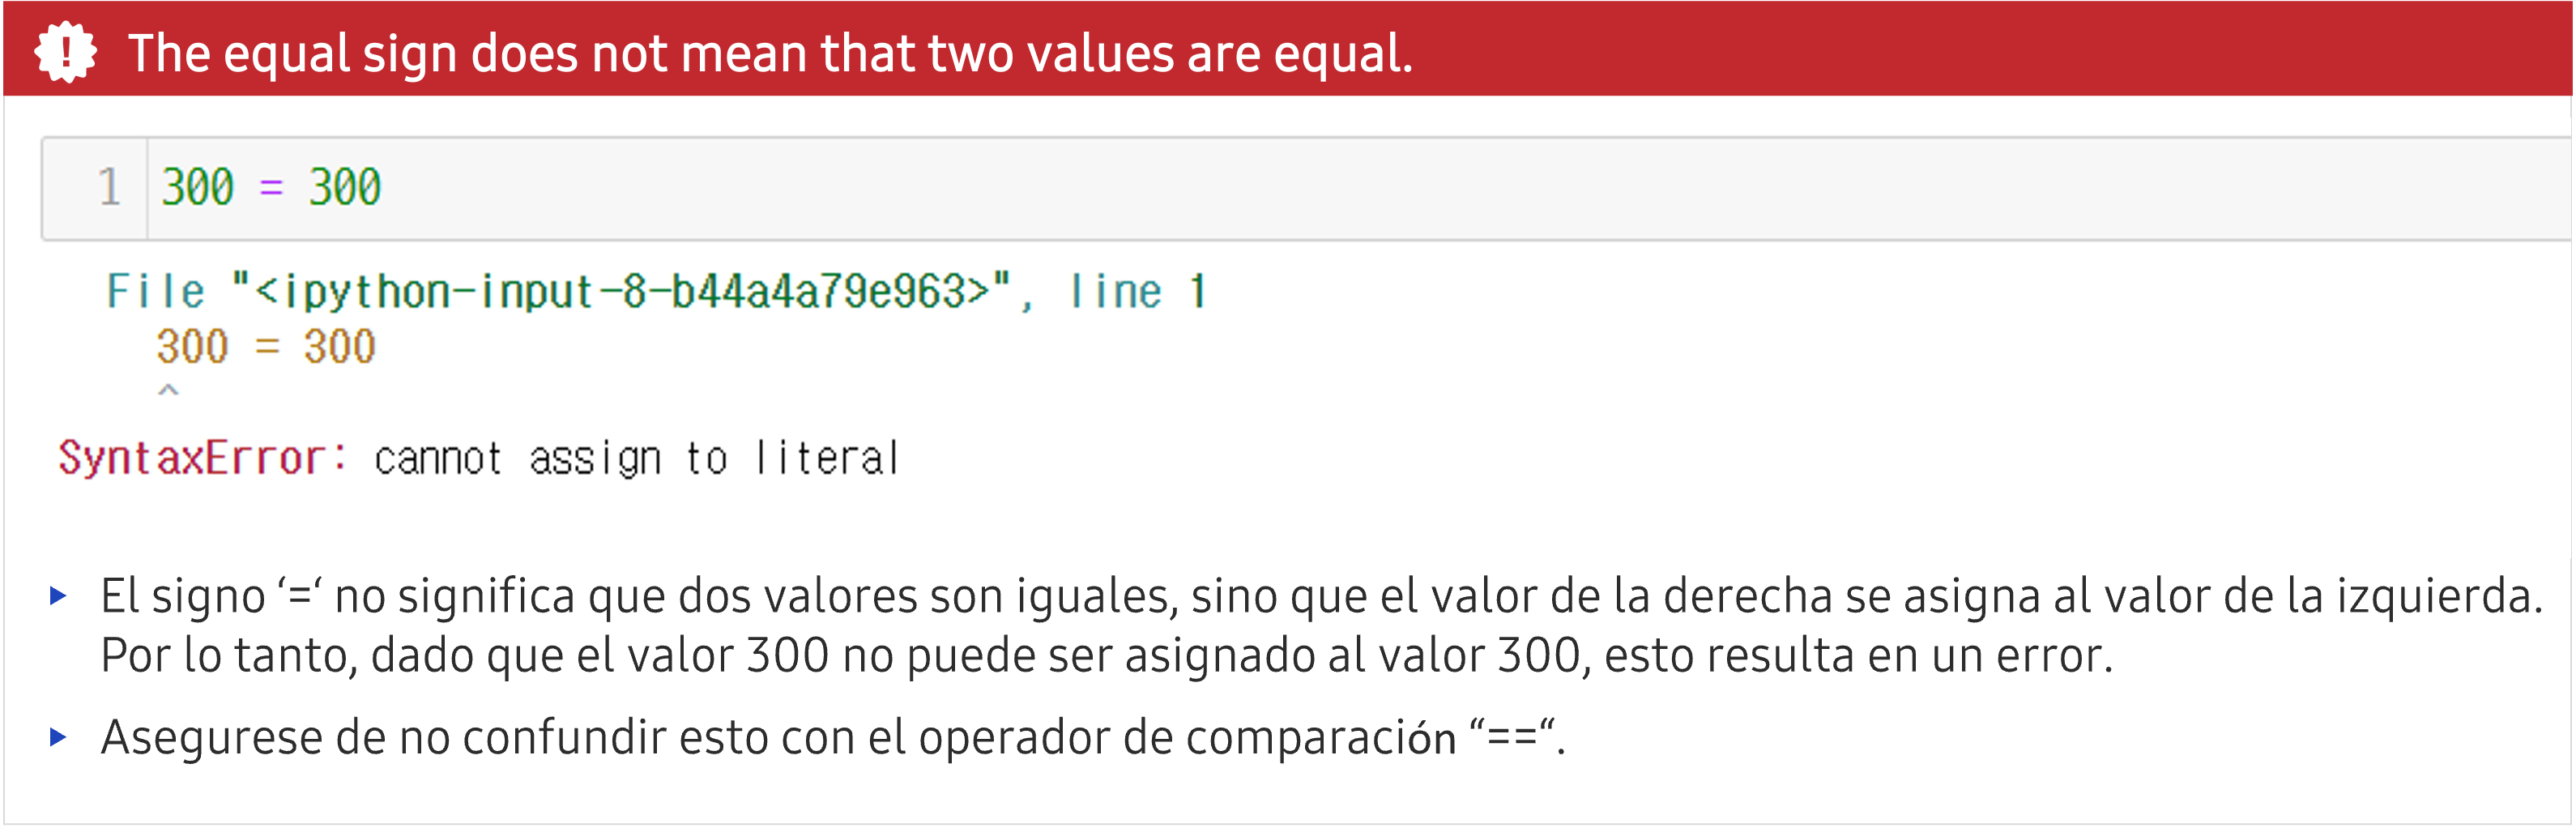 ! The equal sign does not mean that two values are equal.
1 300 = 300
File "<ipython-input-8-b44a4a79e963>", line 1
300 = 300
^
SyntaxError: cannot assign to literal
▸ El signo ‘=‘ no significa que dos valores son iguales, sino que el valor de la derecha se asigna al valor de la izquierda.
Por lo tanto, dado que el valor 300 no puede ser asignado al valor 300, esto resulta en un error.
▸ Asegurese de no confundir esto con el operador de comparación “==“.